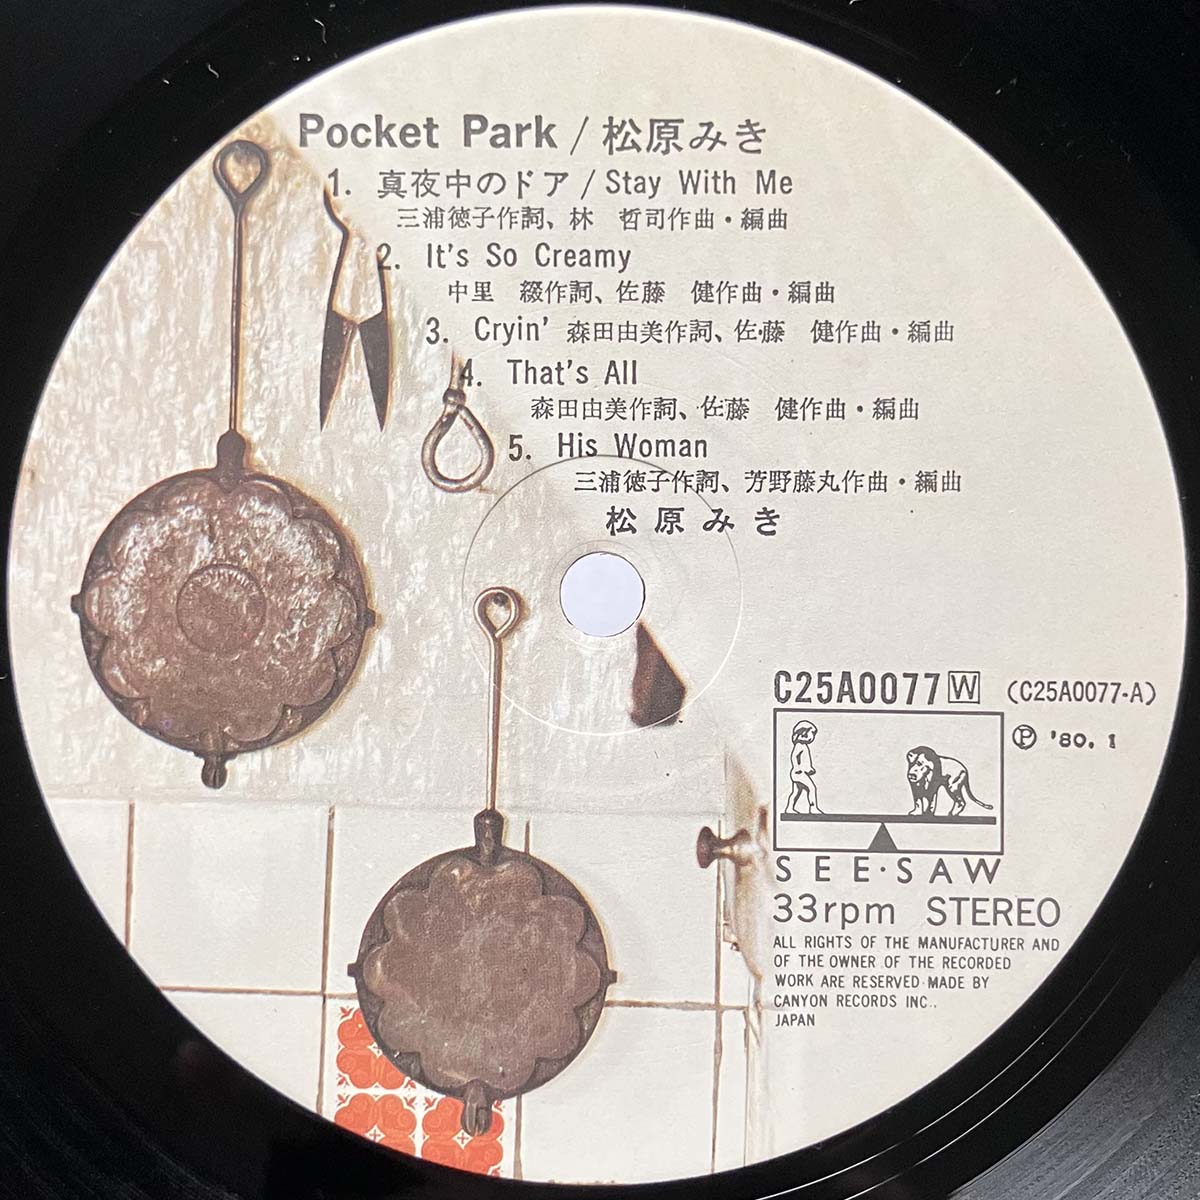 Pocket Park / 松原みき
1. 真夜中のドア / Stay With Me
三浦徳子作詞、林　哲司作曲・編曲
2. It's So Creamy
中里　綴作詞、佐藤　健作曲・編曲
3. Cryin' 森田由美作詞、佐藤　健作曲・編曲
4. That's All
森田由美作詞、佐藤　健作曲・編曲
5. His Woman
三浦徳子作詞、芳野藤丸作曲・編曲
松原みき
C25A0077 W (C25A0077-A)
Ⓟ '80. 1
SEE·SAW
33rpm STEREO
ALL RIGHTS OF THE MANUFACTURER AND
OF THE OWNER OF THE RECORDED
WORK ARE RESERVED·MADE BY
CANYON RECORDS INC.,
JAPAN